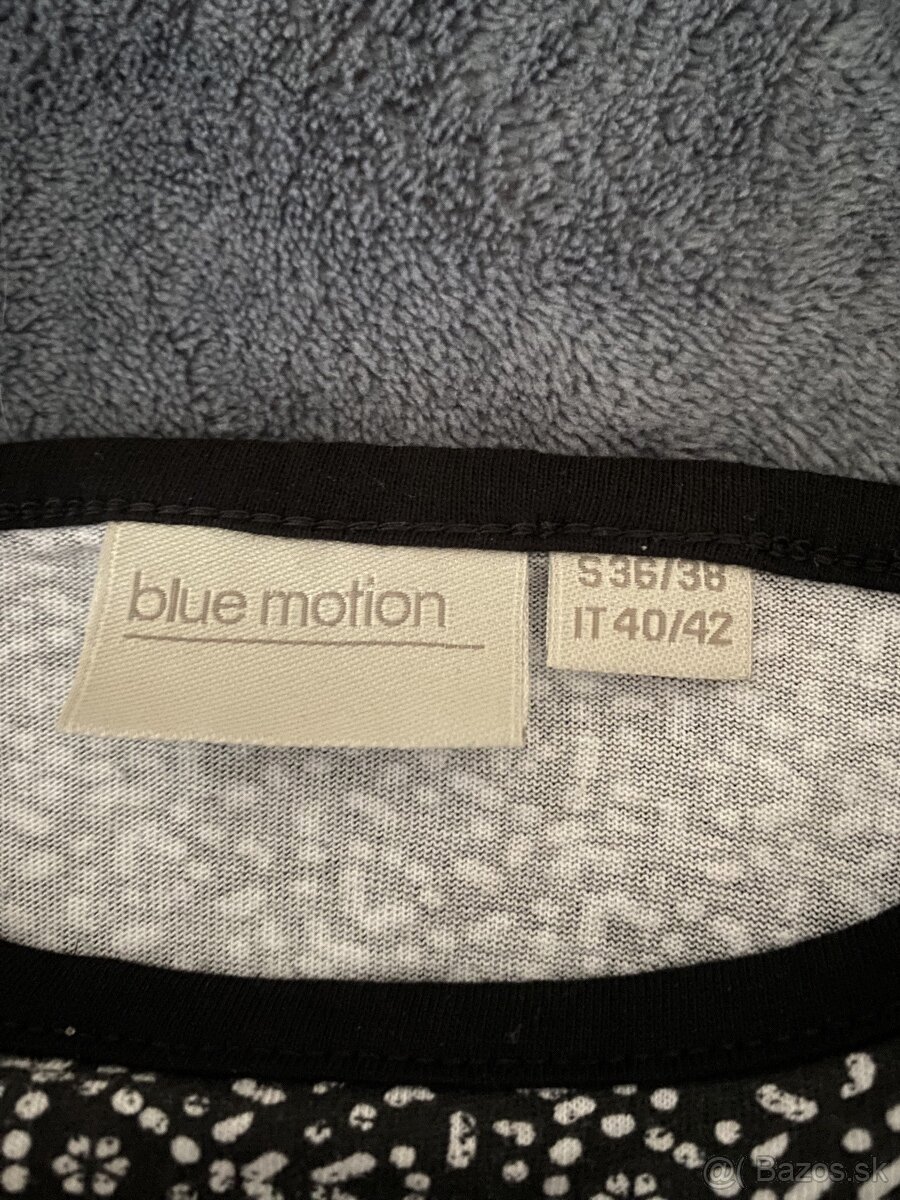 blue motion
S 36/38
IT 40/42
@( Bazos.sk